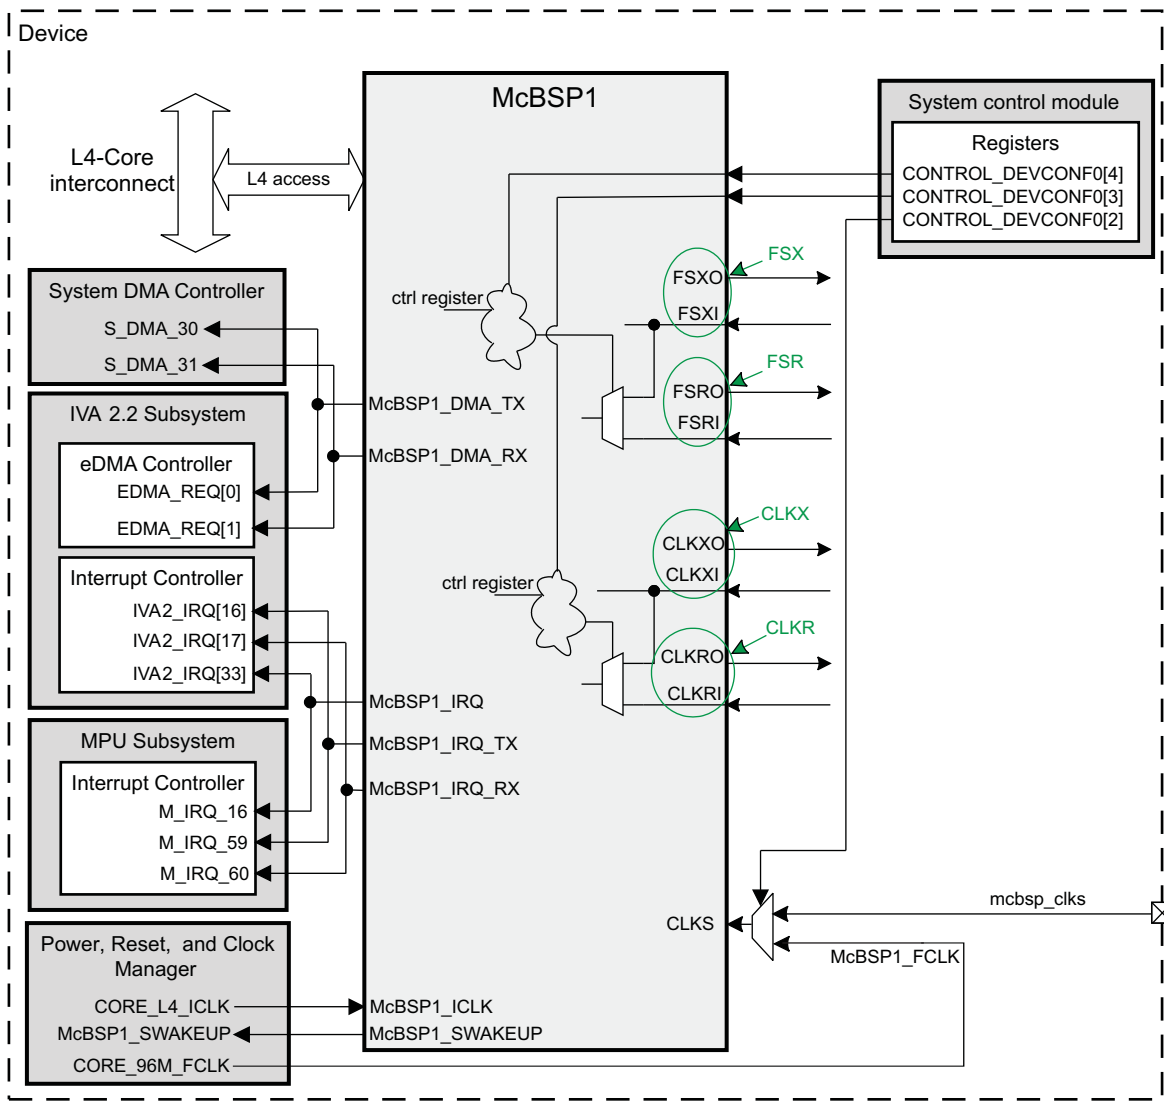 Device
McBSP1
System control module
Registers
CONTROL_DEVCONF0[4]
CONTROL_DEVCONF0[3]
CONTROL_DEVCONF0[2]
L4-Core
interconnect
L4 access
FSX
FSXO
FSXI
FSR
FSRO
FSRI
ctrl register
System DMA Controller
S_DMA_30
S_DMA_31
IVA 2.2 Subsystem
eDMA Controller
EDMA_REQ[0]
EDMA_REQ[1]
McBSP1_DMA_TX
McBSP1_DMA_RX
CLKX
CLKXO
CLKXI
CLKR
CLKRO
CLKRI
ctrl register
Interrupt Controller
IVA2_IRQ[16]
IVA2_IRQ[17]
IVA2_IRQ[33]
McBSP1_IRQ
McBSP1_IRQ_TX
McBSP1_IRQ_RX
MPU Subsystem
Interrupt Controller
M_IRQ_16
M_IRQ_59
M_IRQ_60
CLKS
mcbsp_clks
McBSP1_FCLK
Power, Reset, and Clock
Manager
CORE_L4_ICLK
McBSP1_SWAKEUP
CORE_96M_FCLK
McBSP1_ICLK
McBSP1_SWAKEUP